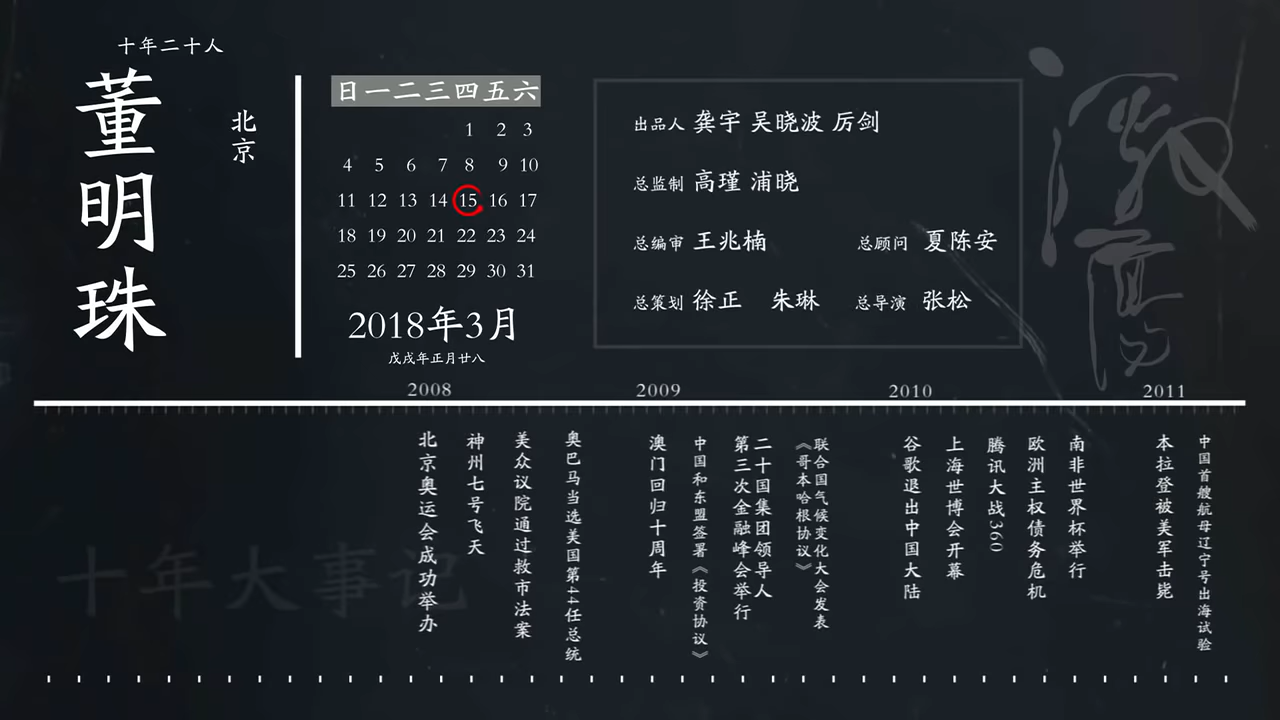 十年二十人
董明珠
北京
日一二三四五六
1 2 3
4 5 6 7 8 9 10
11 12 13 14 15 16 17
18 19 20 21 22 23 24
25 26 27 28 29 30 31
2018年3月
戊戌年正月廿八
出品人 龚宇 吴晓波 厉剑
总监制 高瑾 浦晓
总编审 王兆楠 总顾问 夏陈安
总策划 徐正 朱琳 总导演 张松
激荡
2008 2009 2010 2011
北京奥运会成功举办
神州七号飞天
美众议院通过救市法案
奥巴马当选美国第44任总统
澳门回归十周年
中国和东盟签署《投资协议》
二十国集团领导人
第三次金融峰会举行
联合国气候变化大会发表
《哥本哈根协议》
谷歌退出中国大陆
上海世博会开幕
腾讯大战360
欧洲主权债务危机
南非世界杯举行
本拉登被美军击毙
中国首艘航母辽宁号出海试验
十年大事记